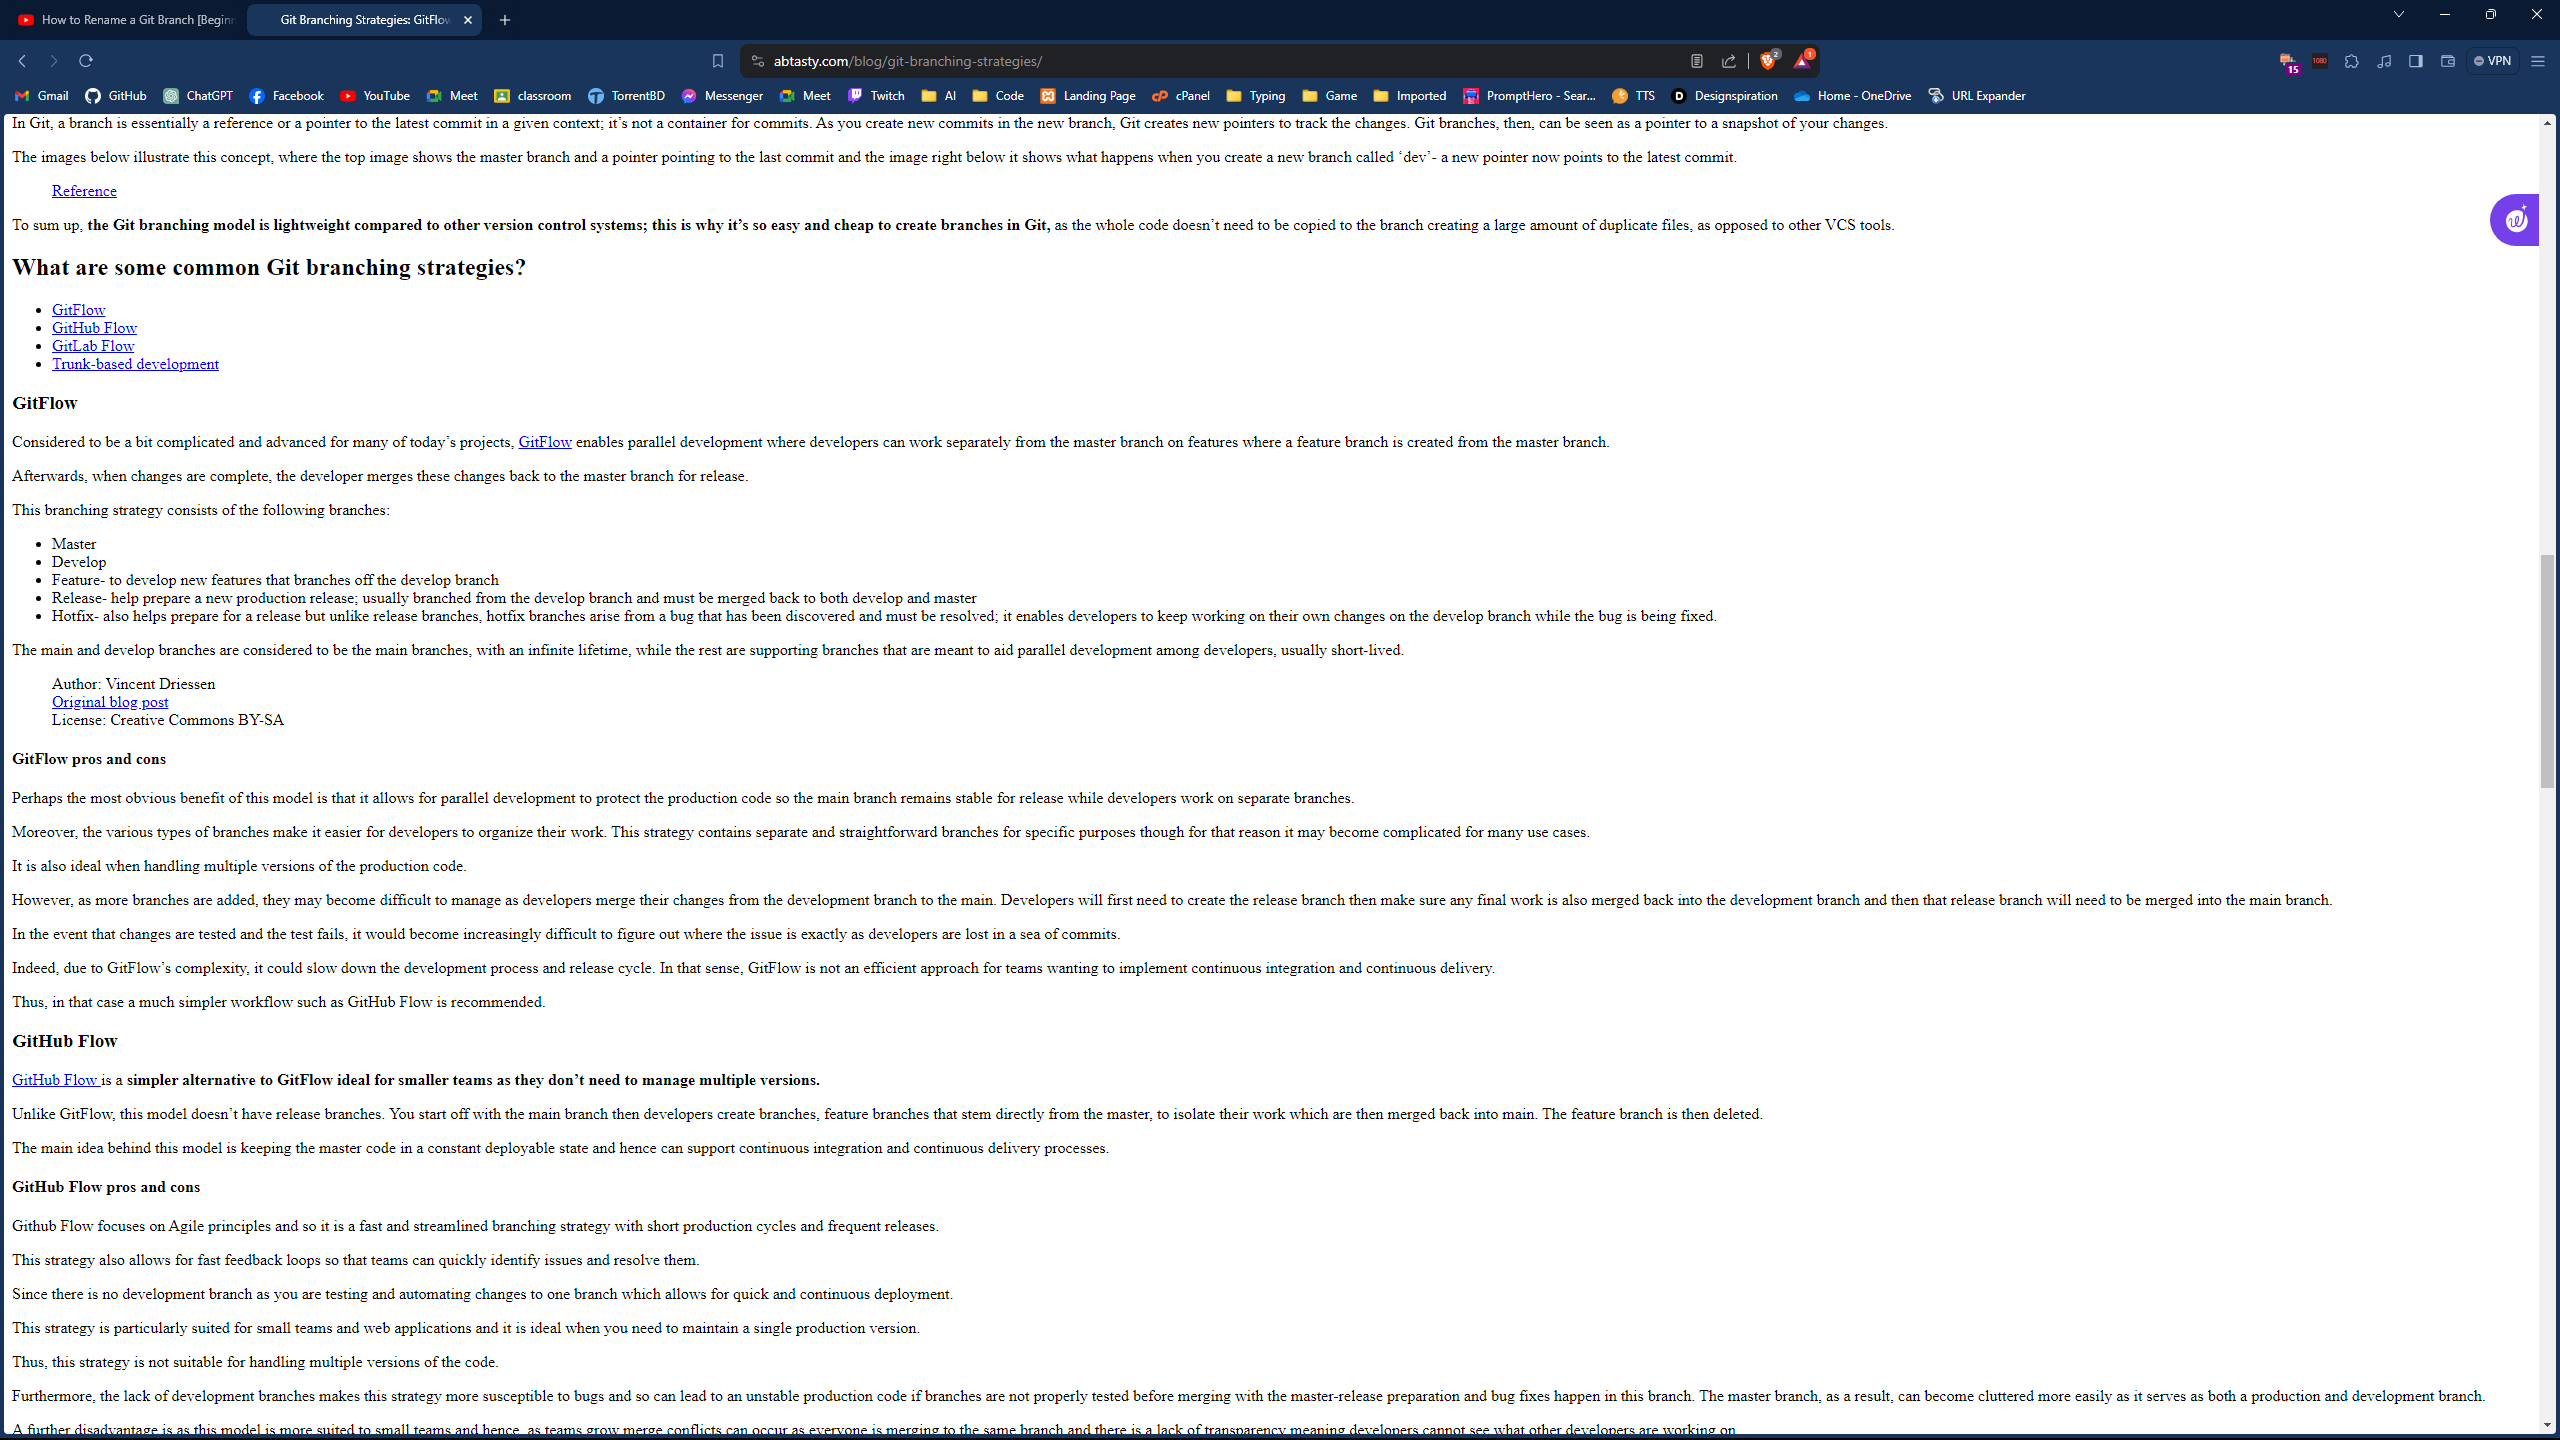 How to Rename a Git Branch [Begin
Git Branching Strategies: GitFlow
abtasty.com/blog/git-branching-strategies/
2
1
15
1080
VPN
Gmail GitHub ChatGPT Facebook YouTube Meet classroom TorrentBD Messenger Meet Twitch AI Code Landing Page cPanel Typing Game Imported PromptHero - Sear... TTS Designspiration Home - OneDrive URL Expander
In Git, a branch is essentially a reference or a pointer to the latest commit in a given context; it’s not a container for commits. As you create new commits in the new branch, Git creates new pointers to track the changes. Git branches, then, can be seen as a pointer to a snapshot of your changes.
The images below illustrate this concept, where the top image shows the master branch and a pointer pointing to the last commit and the image right below it shows what happens when you create a new branch called ‘dev’- a new pointer now points to the latest commit.
Reference
To sum up, the Git branching model is lightweight compared to other version control systems; this is why it’s so easy and cheap to create branches in Git, as the whole code doesn’t need to be copied to the branch creating a large amount of duplicate files, as opposed to other VCS tools.
What are some common Git branching strategies?
• GitFlow
• GitHub Flow
• GitLab Flow
• Trunk-based development
GitFlow
Considered to be a bit complicated and advanced for many of today’s projects, GitFlow enables parallel development where developers can work separately from the master branch on features where a feature branch is created from the master branch.
Afterwards, when changes are complete, the developer merges these changes back to the master branch for release.
This branching strategy consists of the following branches:
• Master
• Develop
• Feature- to develop new features that branches off the develop branch
• Release- help prepare a new production release; usually branched from the develop branch and must be merged back to both develop and master
• Hotfix- also helps prepare for a release but unlike release branches, hotfix branches arise from a bug that has been discovered and must be resolved; it enables developers to keep working on their own changes on the develop branch while the bug is being fixed.
The main and develop branches are considered to be the main branches, with an infinite lifetime, while the rest are supporting branches that are meant to aid parallel development among developers, usually short-lived.
Author: Vincent Driessen
Original blog post
License: Creative Commons BY-SA
GitFlow pros and cons
Perhaps the most obvious benefit of this model is that it allows for parallel development to protect the production code so the main branch remains stable for release while developers work on separate branches.
Moreover, the various types of branches make it easier for developers to organize their work. This strategy contains separate and straightforward branches for specific purposes though for that reason it may become complicated for many use cases.
It is also ideal when handling multiple versions of the production code.
However, as more branches are added, they may become difficult to manage as developers merge their changes from the development branch to the main. Developers will first need to create the release branch then make sure any final work is also merged back into the development branch and then that release branch will need to be merged into the main branch.
In the event that changes are tested and the test fails, it would become increasingly difficult to figure out where the issue is exactly as developers are lost in a sea of commits.
Indeed, due to GitFlow’s complexity, it could slow down the development process and release cycle. In that sense, GitFlow is not an efficient approach for teams wanting to implement continuous integration and continuous delivery.
Thus, in that case a much simpler workflow such as GitHub Flow is recommended.
GitHub Flow
GitHub Flow is a simpler alternative to GitFlow ideal for smaller teams as they don’t need to manage multiple versions.
Unlike GitFlow, this model doesn’t have release branches. You start off with the main branch then developers create branches, feature branches that stem directly from the master, to isolate their work which are then merged back into main. The feature branch is then deleted.
The main idea behind this model is keeping the master code in a constant deployable state and hence can support continuous integration and continuous delivery processes.
GitHub Flow pros and cons
Github Flow focuses on Agile principles and so it is a fast and streamlined branching strategy with short production cycles and frequent releases.
This strategy also allows for fast feedback loops so that teams can quickly identify issues and resolve them.
Since there is no development branch as you are testing and automating changes to one branch which allows for quick and continuous deployment.
This strategy is particularly suited for small teams and web applications and it is ideal when you need to maintain a single production version.
Thus, this strategy is not suitable for handling multiple versions of the code.
Furthermore, the lack of development branches makes this strategy more susceptible to bugs and so can lead to an unstable production code if branches are not properly tested before merging with the master-release preparation and bug fixes happen in this branch. The master branch, as a result, can become cluttered more easily as it serves as both a production and development branch.
A further disadvantage is as this model is more suited to small teams and hence, as teams grow merge conflicts can occur as everyone is merging to the same branch and there is a lack of transparency meaning developers cannot see what other developers are working on